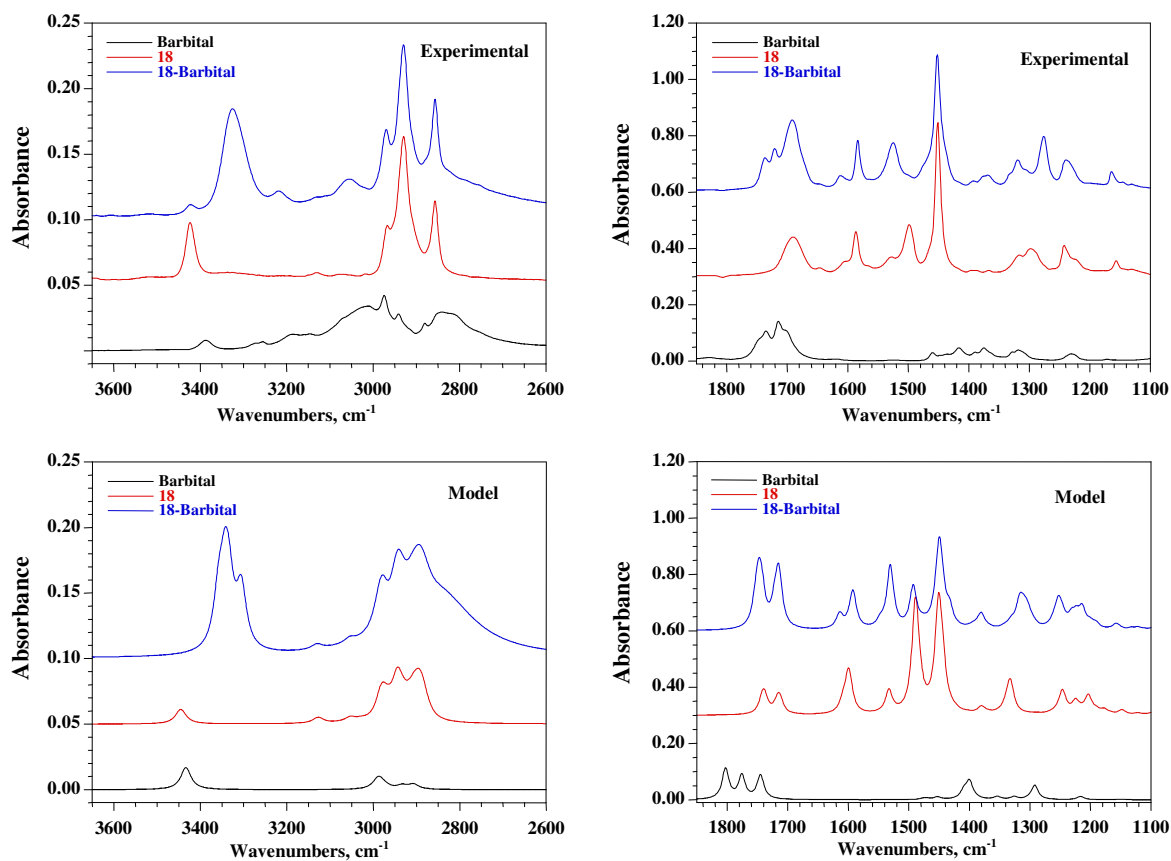 0.25
Barbital
18
18-Barbital
Experimental
0.20
0.15
0.10
0.05
Absorbance
3600 3400 3200 3000 2800 2600
Wavenumbers, cm-1
1.20
Barbital
18
18-Barbital
Experimental
1.00
0.80
0.60
0.40
0.20
0.00
Absorbance
1800 1700 1600 1500 1400 1300 1200 1100
Wavenumbers, cm-1
0.25
Barbital
18
18-Barbital
Model
0.20
0.15
0.10
0.05
0.00
Absorbance
3600 3400 3200 3000 2800 2600
Wavenumbers, cm-1
1.20
Barbital
18
18-Barbital
Model
1.00
0.80
0.60
0.40
0.20
0.00
Absorbance
1800 1700 1600 1500 1400 1300 1200 1100
Wavenumbers, cm-1